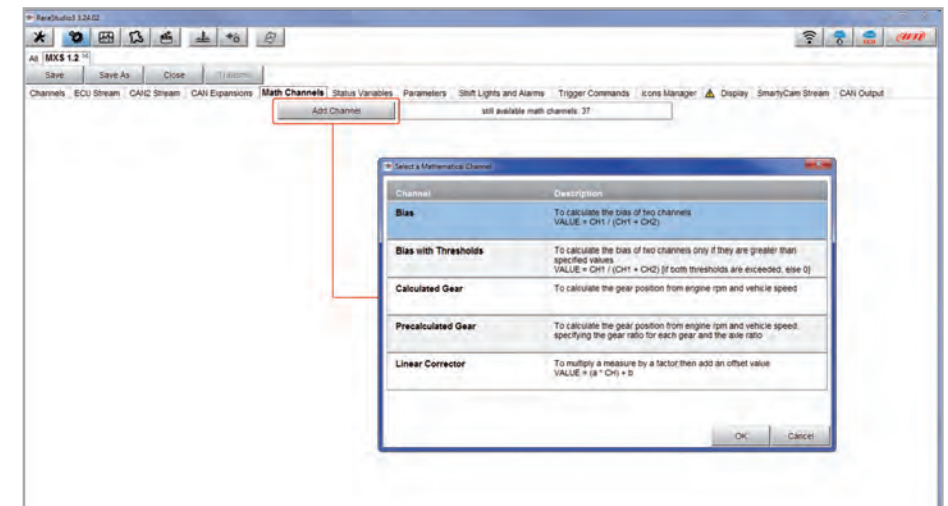 RaceStudio3 3.24.02
All MXS 1.2
Save Save As Close Transmit
Channels ECU Stream CAN2 Stream CAN Expansions Math Channels Status Variables Parameters Shift Lights and Alarms Trigger Commands Icons Manager Display SmartyCam Stream CAN Output
Add Channel still available math channels: 37
Select a Mathematical Channel
Channel Description
Bias To calculate the bias of two channels
VALUE = CH1 / (CH1 + CH2)
Bias with Thresholds To calculate the bias of two channels only if they are greater than
specified values
VALUE = CH1 / (CH1 + CH2) [if both thresholds are exceeded, else 0]
Calculated Gear To calculate the gear position from engine rpm and vehicle speed
Precalculated Gear To calculate the gear position from engine rpm and vehicle speed,
specifying the gear ratio for each gear and the axle ratio
Linear Corrector To multiply a measure by a factor then add an offset value
VALUE = (a * CH) + b
OK Cancel